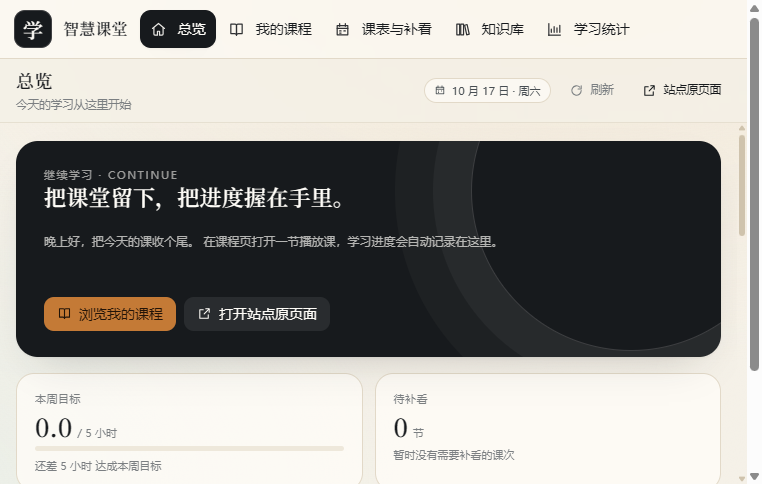 学 智慧课堂 总览 我的课程 课表与补看 知识库 学习统计
总览
今天的学习从这里开始
10 月 17 日 · 周六 刷新 站点原页面
继续学习 · CONTINUE
把课堂留下，把进度握在手里。
晚上好，把今天的课收个尾。 在课程页打开一节播放课，学习进度会自动记录在这里。
浏览我的课程 打开站点原页面
本周目标
0.0 / 5 小时
还差 5 小时 达成本周目标
待补看
0 节
暂时没有需要补看的课次